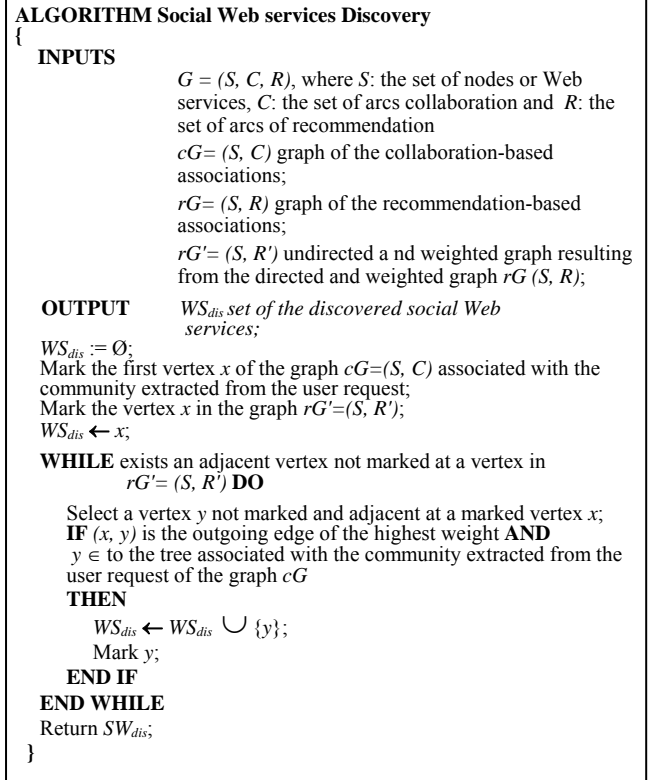 ALGORITHM Social Web services Discovery
{
INPUTS
G = (S, C, R), where S: the set of nodes or Web
services, C: the set of arcs collaboration and R: the
set of arcs of recommendation
cG= (S, C) graph of the collaboration-based
associations;
rG= (S, R) graph of the recommendation-based
associations;
rG'= (S, R') undirected a nd weighted graph resulting
from the directed and weighted graph rG (S, R);
OUTPUT WSdis set of the discovered social Web
services;
WSdis := Ø;
Mark the first vertex x of the graph cG=(S, C) associated with the
community extracted from the user request;
Mark the vertex x in the graph rG'=(S, R');
WSdis ← x;
WHILE exists an adjacent vertex not marked at a vertex in
rG'= (S, R') DO
Select a vertex y not marked and adjacent at a marked vertex x;
IF (x, y) is the outgoing edge of the highest weight AND
y ∈ to the tree associated with the community extracted from the
user request of the graph cG
THEN
WSdis ← WSdis ∪ {y};
Mark y;
END IF
END WHILE
Return SWdis;
}